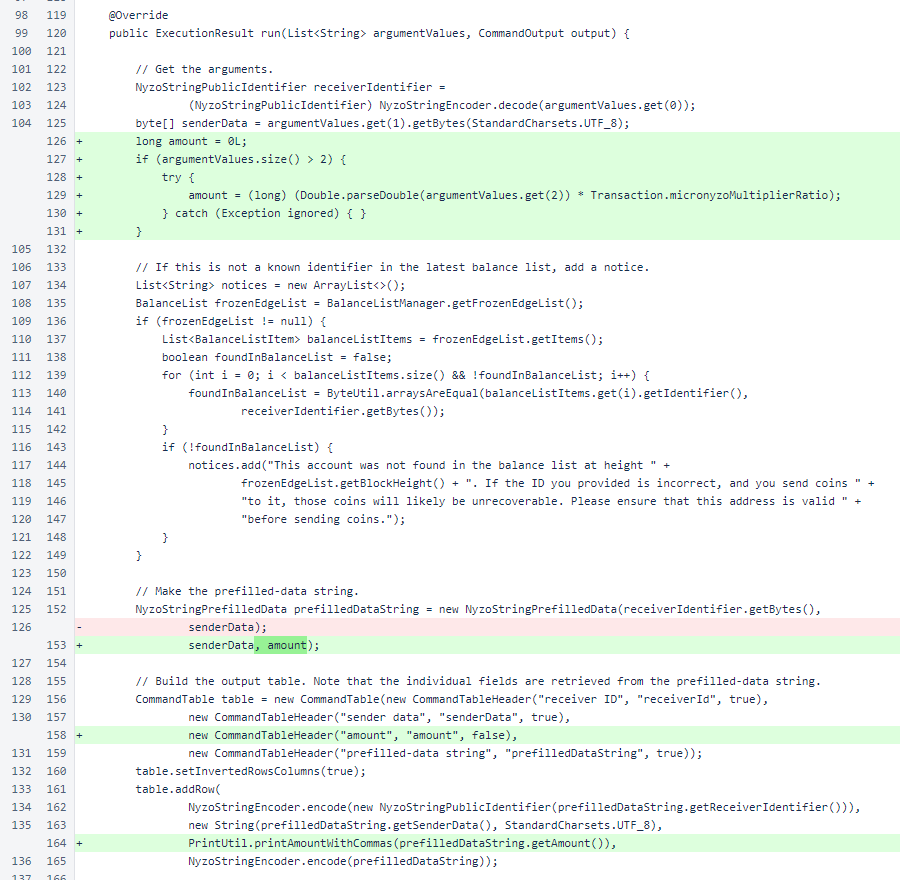 98 119 @Override
99 120 public ExecutionResult run(List<String> argumentValues, CommandOutput output) {
100 121
101 122 // Get the arguments.
102 123 NyzoStringPublicIdentifier receiverIdentifier =
103 124 (NyzoStringPublicIdentifier) NyzoStringEncoder.decode(argumentValues.get(0));
104 125 byte[] senderData = argumentValues.get(1).getBytes(StandardCharsets.UTF_8);
126 + long amount = 0L;
127 + if (argumentValues.size() > 2) {
128 + try {
129 + amount = (long) (Double.parseDouble(argumentValues.get(2)) * Transaction.micronyzoMultiplierRatio);
130 + } catch (Exception ignored) { }
131 + }
105 132
106 133 // If this is not a known identifier in the latest balance list, add a notice.
107 134 List<String> notices = new ArrayList<>();
108 135 BalanceList frozenEdgeList = BalanceListManager.getFrozenEdgeList();
109 136 if (frozenEdgeList != null) {
110 137 List<BalanceListItem> balanceListItems = frozenEdgeList.getItems();
111 138 boolean foundInBalanceList = false;
112 139 for (int i = 0; i < balanceListItems.size() && !foundInBalanceList; i++) {
113 140 foundInBalanceList = ByteUtil.arraysAreEqual(balanceListItems.get(i).getIdentifier(),
114 141 receiverIdentifier.getBytes());
115 142 }
116 143 if (!foundInBalanceList) {
117 144 notices.add("This account was not found in the balance list at height " +
118 145 frozenEdgeList.getBlockHeight() + ". If the ID you provided is incorrect, and you send coins " +
119 146 "to it, those coins will likely be unrecoverable. Please ensure that this address is valid " +
120 147 "before sending coins.");
121 148 }
122 149 }
123 150
124 151 // Make the prefilled-data string.
125 152 NyzoStringPrefilledData prefilledDataString = new NyzoStringPrefilledData(receiverIdentifier.getBytes(),
126 - senderData);
153 + senderData, amount);
127 154
128 155 // Build the output table. Note that the individual fields are retrieved from the prefilled-data string.
129 156 CommandTable table = new CommandTable(new CommandTableHeader("receiver ID", "receiverId", true),
130 157 new CommandTableHeader("sender data", "senderData", true),
158 + new CommandTableHeader("amount", "amount", false),
131 159 new CommandTableHeader("prefilled-data string", "prefilledDataString", true));
132 160 table.setInvertedRowsColumns(true);
133 161 table.addRow(
134 162 NyzoStringEncoder.encode(new NyzoStringPublicIdentifier(prefilledDataString.getReceiverIdentifier())),
135 163 new String(prefilledDataString.getSenderData(), StandardCharsets.UTF_8),
164 + PrintUtil.printAmountWithCommas(prefilledDataString.getAmount()),
136 165 NyzoStringEncoder.encode(prefilledDataString));
137 166